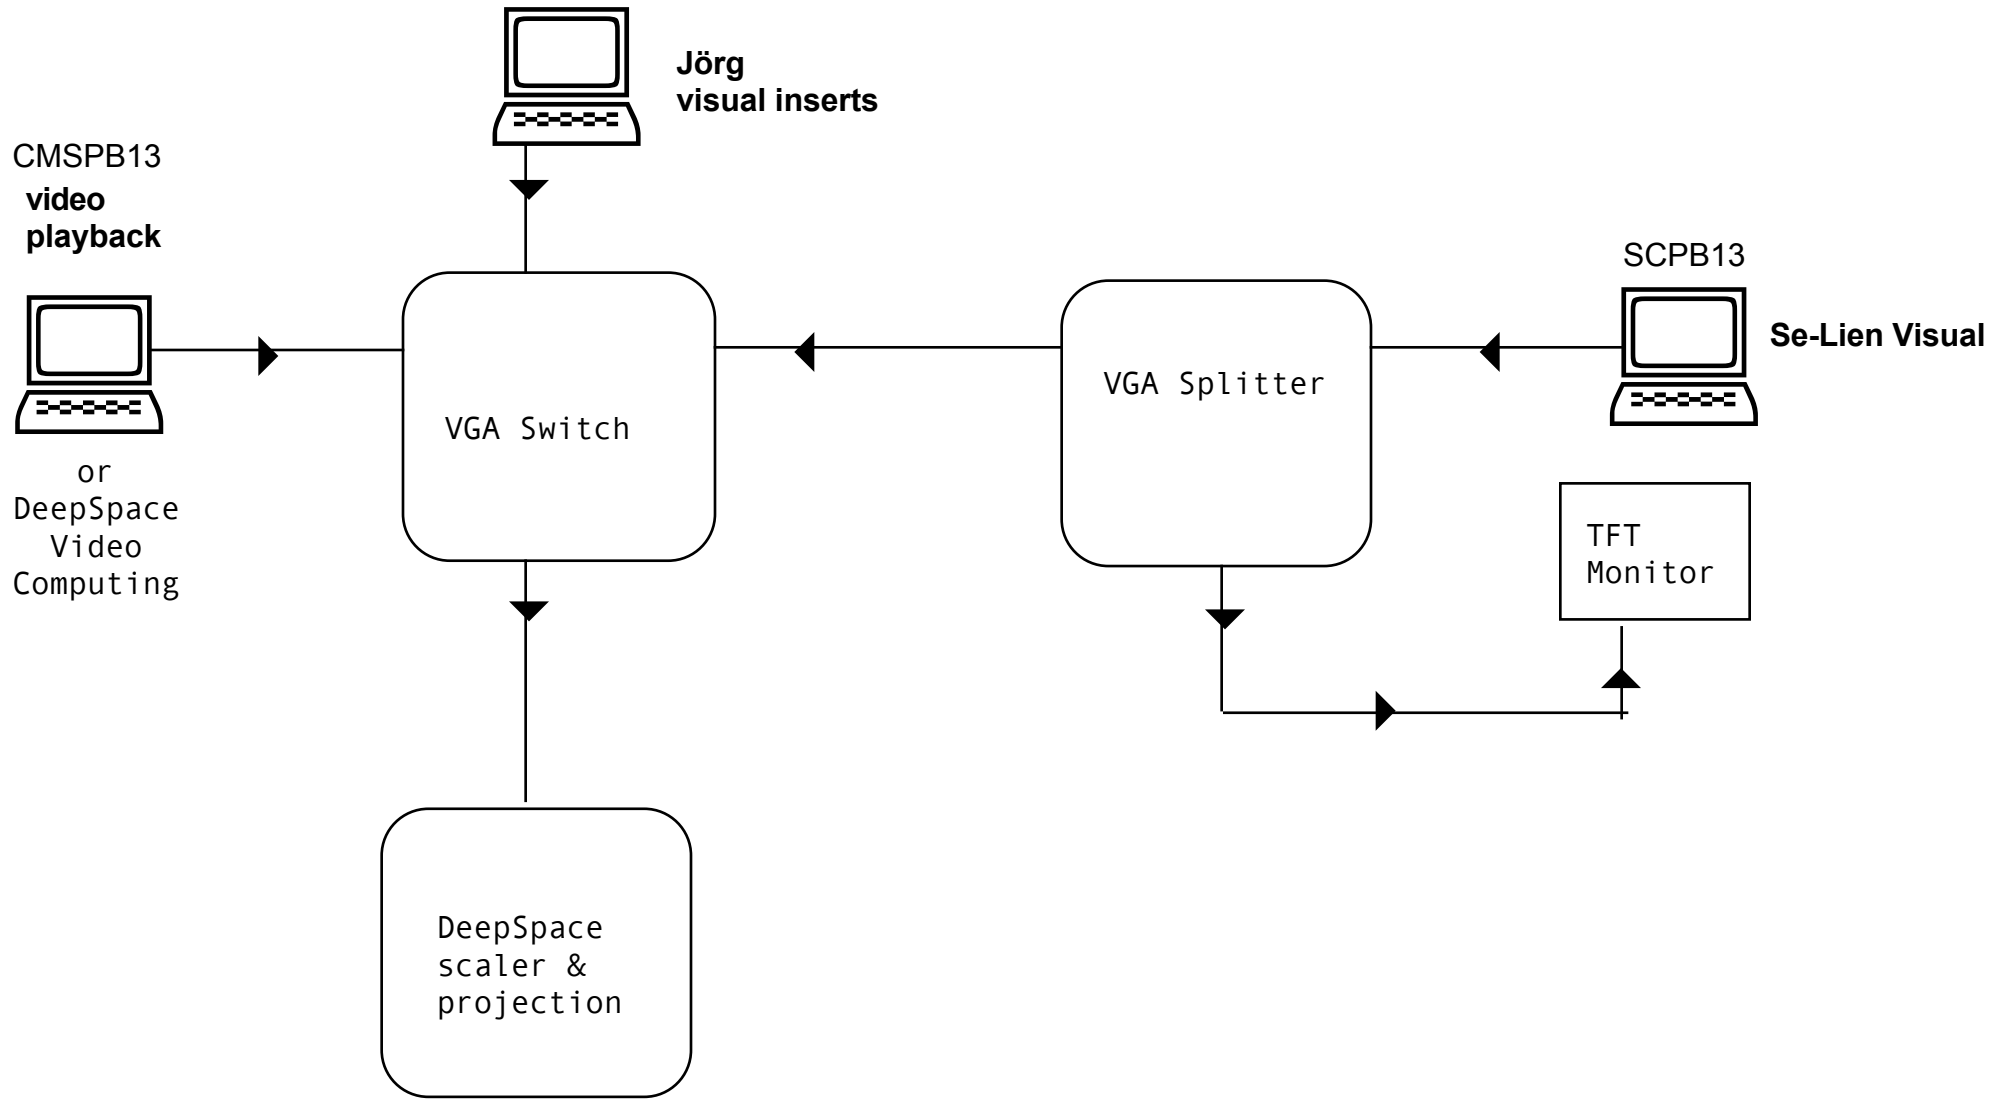 Jörg
visual inserts
CMSPB13
video
playback
SCPB13
Se-Lien Visual
VGA Splitter
VGA Switch
or
DeepSpace
Video
Computing
TFT
Monitor
DeepSpace
scaler &
projection